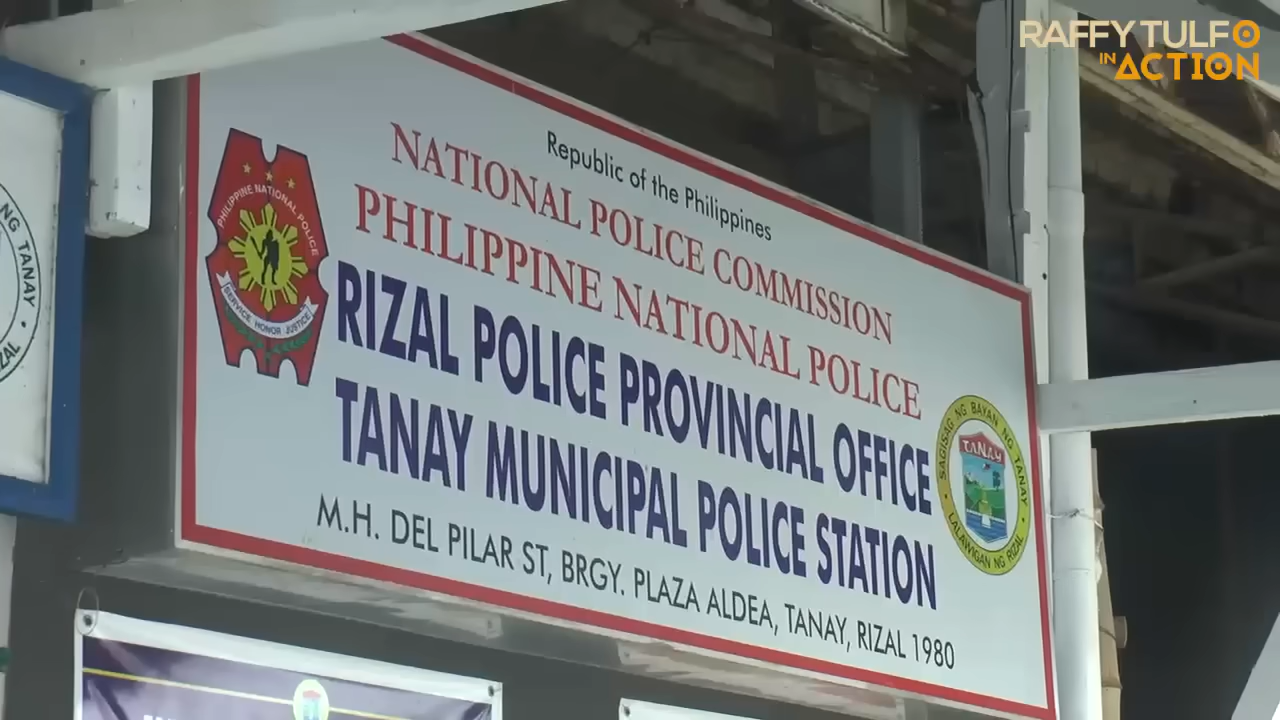 RAFFY TULFO
IN ACTION
NG TANAY
Republic of the Philippines
NATIONAL POLICE COMMISSION
PHILIPPINE NATIONAL POLICE
RIZAL POLICE PROVINCIAL OFFICE
TANAY MUNICIPAL POLICE STATION
M.H. DEL PILAR ST, BRGY. PLAZA ALDEA, TANAY, RIZAL 1980
PHILIPPINE NATIONAL POLICE
SERVICE HONOR JUSTICE
SAGISAG NG BAYAN NG TANAY
TANAY
LALAWIGAN NG RIZAL